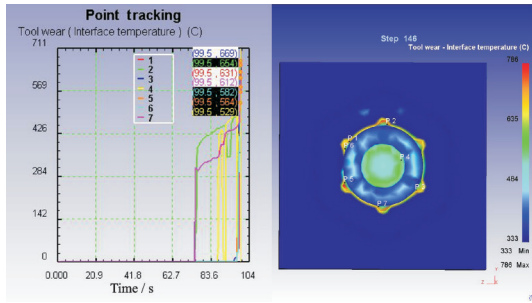 Point tracking
Tool wear ( Interface temperature ) (C)
711
569
426
284
142
0
0.000 20.9 41.8 62.7 83.6 104
Time / s
1
2
3
4
5
6
7
(99.5 , 669)
(99.5 , 654)
(99.5 , 631)
(99.5 , 612)
(99.5 , 582)
(99.5 , 564)
(99.5 , 529)
Step 146
Tool wear - Interface temperature (C)
786
635
484
333
333 Min
786 Max
P.2
P.1
P.4
P.7